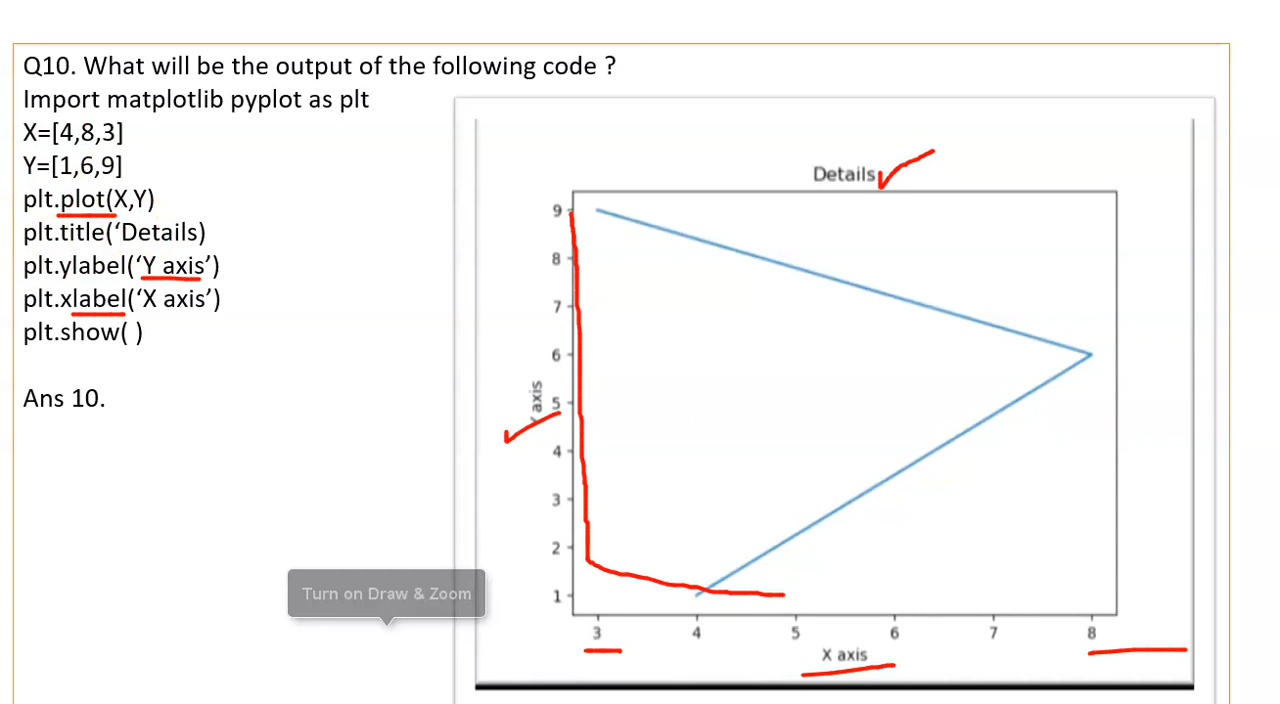 Q10. What will be the output of the following code ?
Import matplotlib pyplot as plt
X=[4,8,3]
Y=[1,6,9]
plt.plot(X,Y)
plt.title(‘Details)
plt.ylabel(‘Y axis’)
plt.xlabel(‘X axis’)
plt.show( )
Ans 10.
Details
9
8
7
6
5
4
3
2
1
Y axis
3 4 5 6 7 8
X axis
Turn on Draw & Zoom